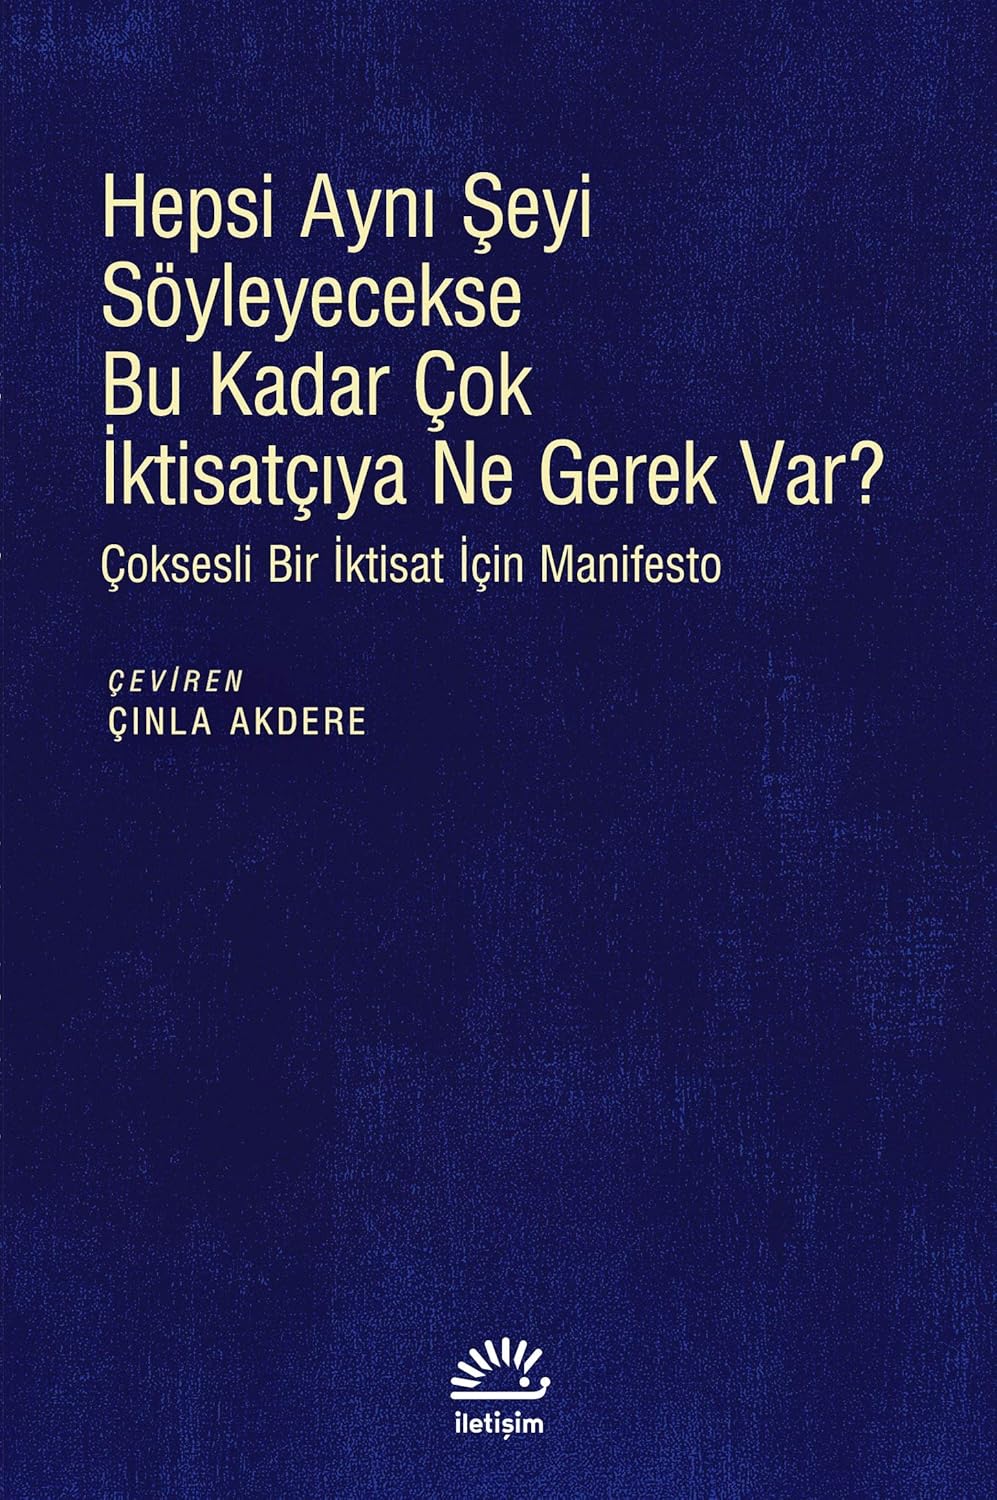 Hepsi Aynı Şeyi
Söyleyecekse
Bu Kadar Çok
İktisatçıya Ne Gerek Var?
Çoksesli Bir İktisat İçin Manifesto
ÇEVİREN
ÇINLA AKDERE
iletişim